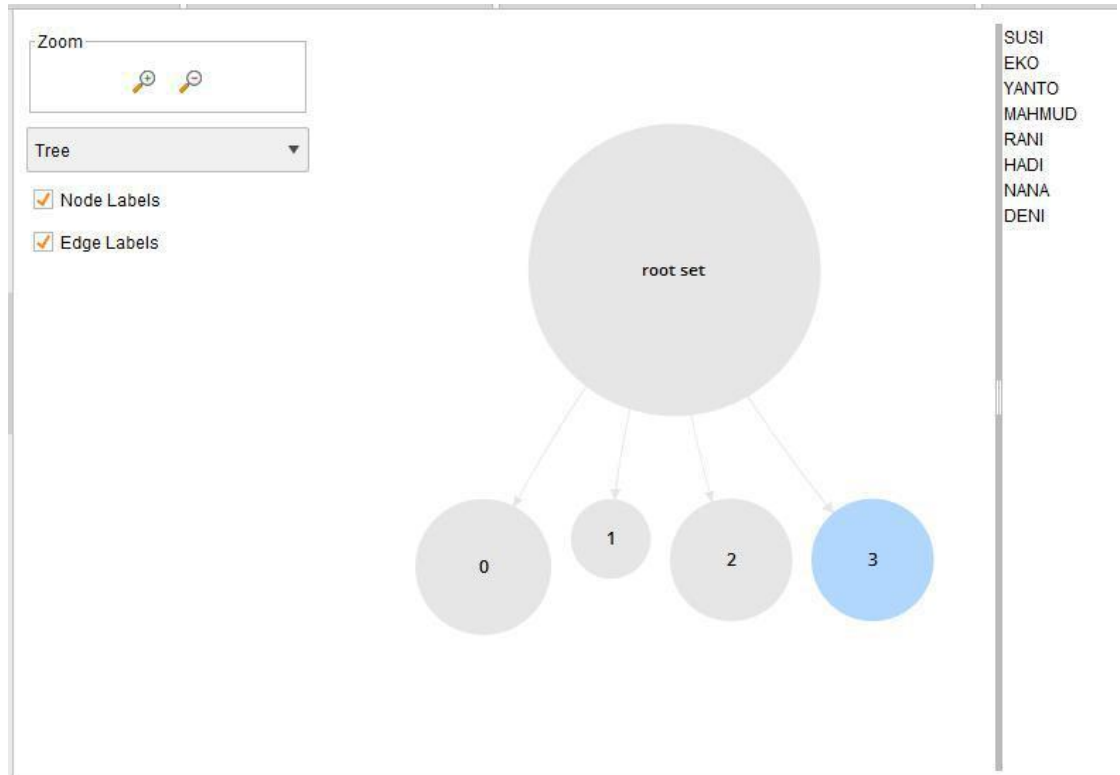 Zoom
Tree
Node Labels
Edge Labels
root set
0
1
2
3
SUSI
EKO
YANTO
MAHMUD
RANI
HADI
NANA
DENI